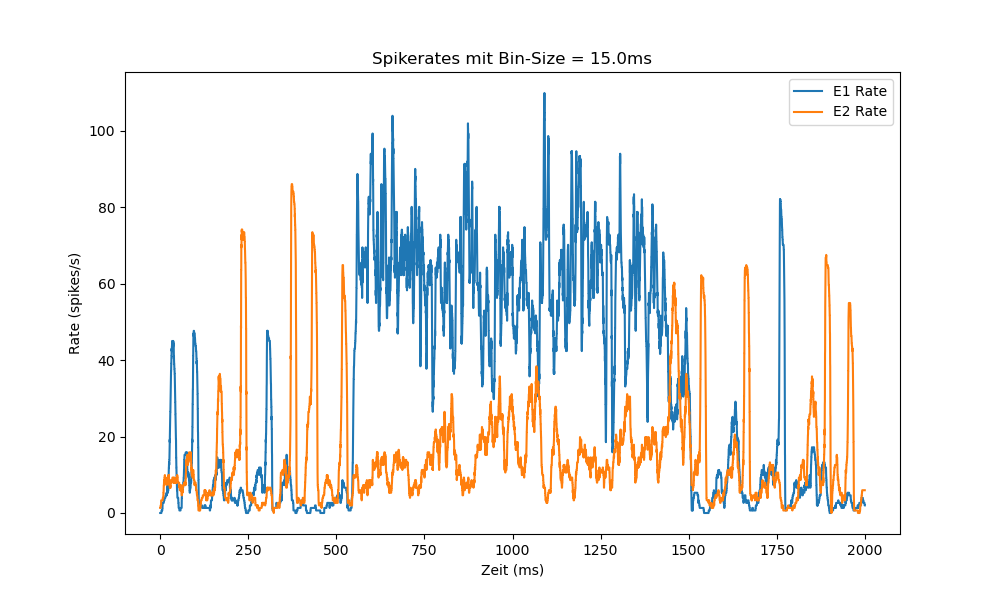 Spikerates mit Bin-Size = 15.0ms
E1 Rate
E2 Rate
100
80
60
40
20
0
Rate (spikes/s)
0 250 500 750 1000 1250 1500 1750 2000
Zeit (ms)